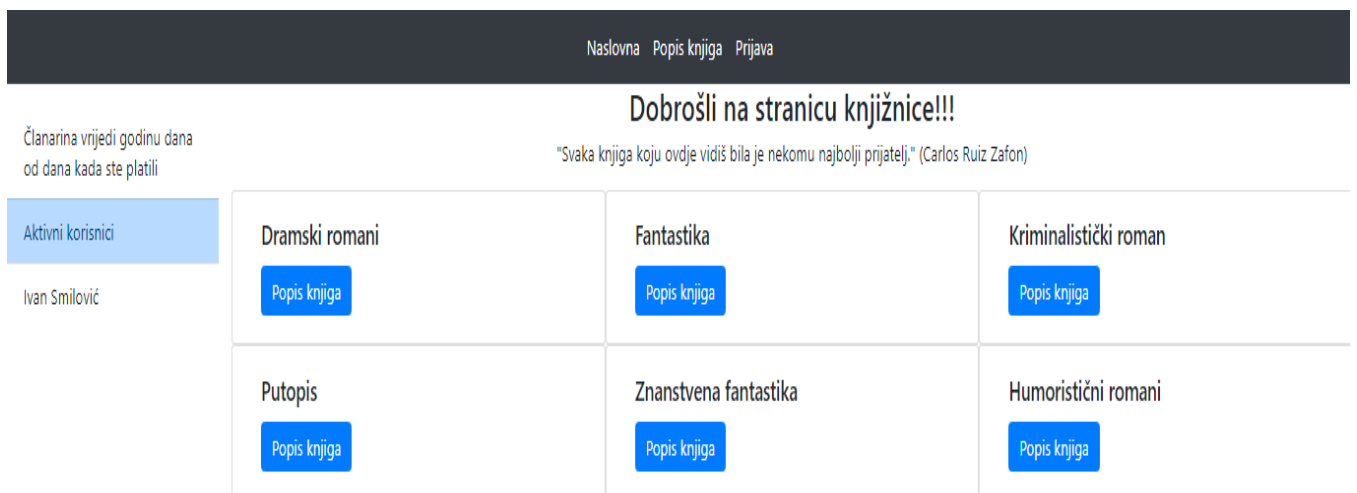 Naslovna Popis knjiga Prijava
Dobrošli na stranicu knjižnice!!!
"Svaka knjiga koju ovdje vidiš bila je nekomu najbolji prijatelj." (Carlos Ruiz Zafon)
Članarina vrijedi godinu dana
od dana kada ste platili
Aktivni korisnici
Ivan Smilović
Dramski romani
Popis knjiga
Fantastika
Popis knjiga
Kriminalistički roman
Popis knjiga
Putopis
Popis knjiga
Znanstvena fantastika
Popis knjiga
Humoristični romani
Popis knjiga